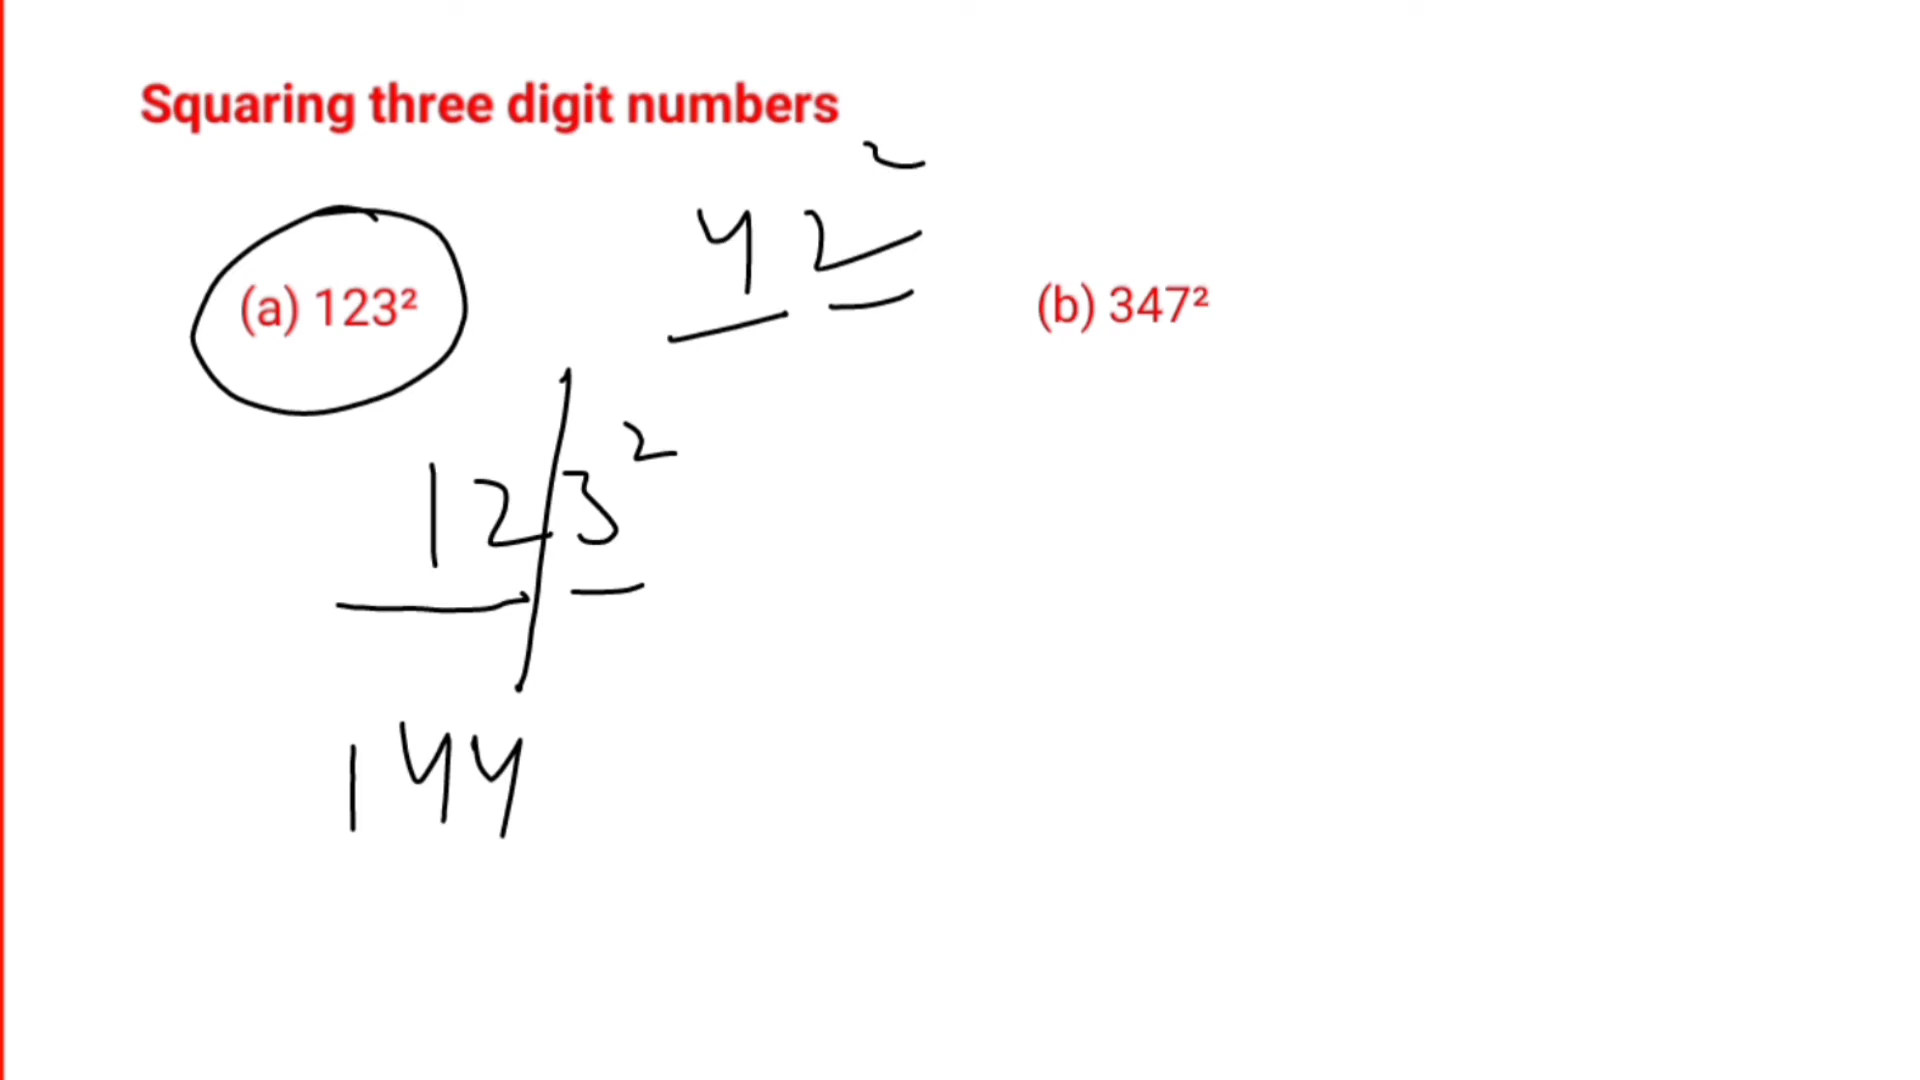 Squaring three digit numbers
42²
(a) 123²
(b) 347²
12/3²
144